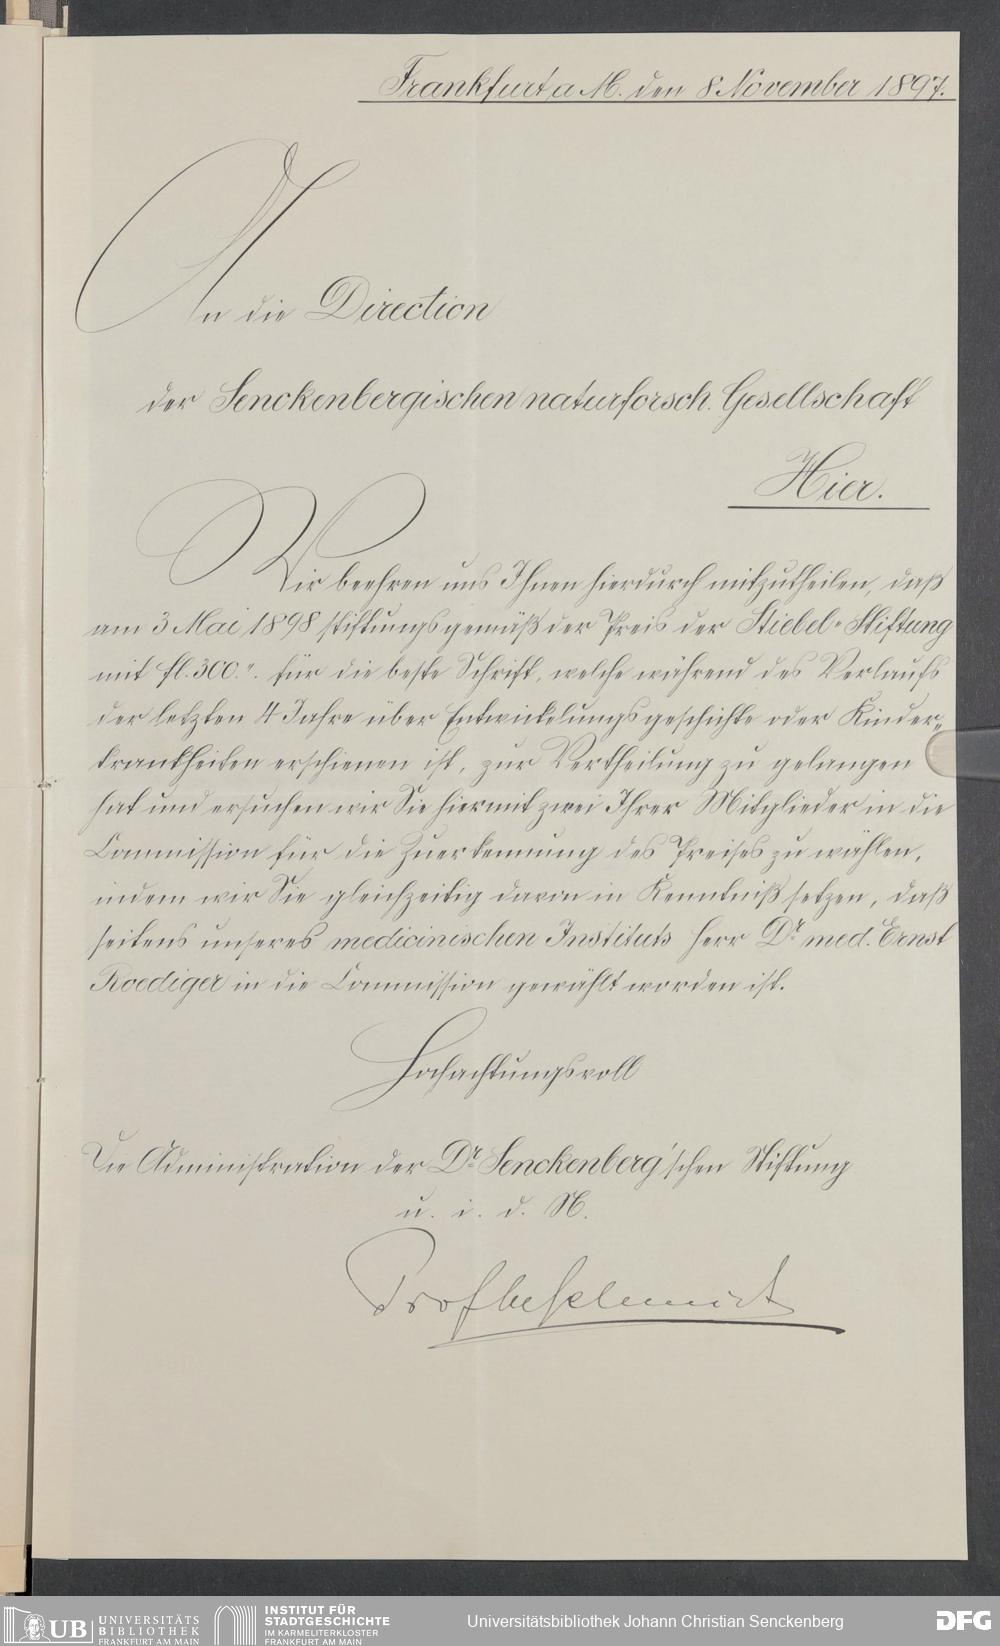 Frankfurt a M. den 8 November 1897.
An die Direction
der Senckenbergischen naturforsch. Gesellschaft
Hier.
Wir beehren uns Ihnen hierdurch mitzutheilen, daß
am 3 Mai 1898 stiftungsgemäß der Preis der Stiebel-Stiftung
mit fl. 300.". für die beste Schrift, welche während des Verlaufs
der letzten 4 Jahre über Entwickelungsgeschichte oder Kinder-
krankheiten erschienen ist, zur Vertheilung zu gelangen
hat und ersuchen wir Sie hiermit zwei Ihrer Mitglieder in die
Commission für die Zuerkennung des Preises zu wählen,
indem wir Sie gleichzeitig davon in Kenntniß setzen, daß
seitens unseres medicinischen Instituts Herr Dr med. Ernst
Roediger in die Commission gewählt worden ist.
Hochachtungsvoll
Die Administration der Dr Senckenberg'schen Stiftung
u. i. d. N.
Prof
UB UNIVERSITÄTS
BIBLIOTHEK
FRANKFURT AM MAIN
INSTITUT FÜR
STADTGESCHICHTE
IM KARMELITERKLOSTER
FRANKFURT AM MAIN
Universitätsbibliothek Johann Christian Senckenberg
DFG